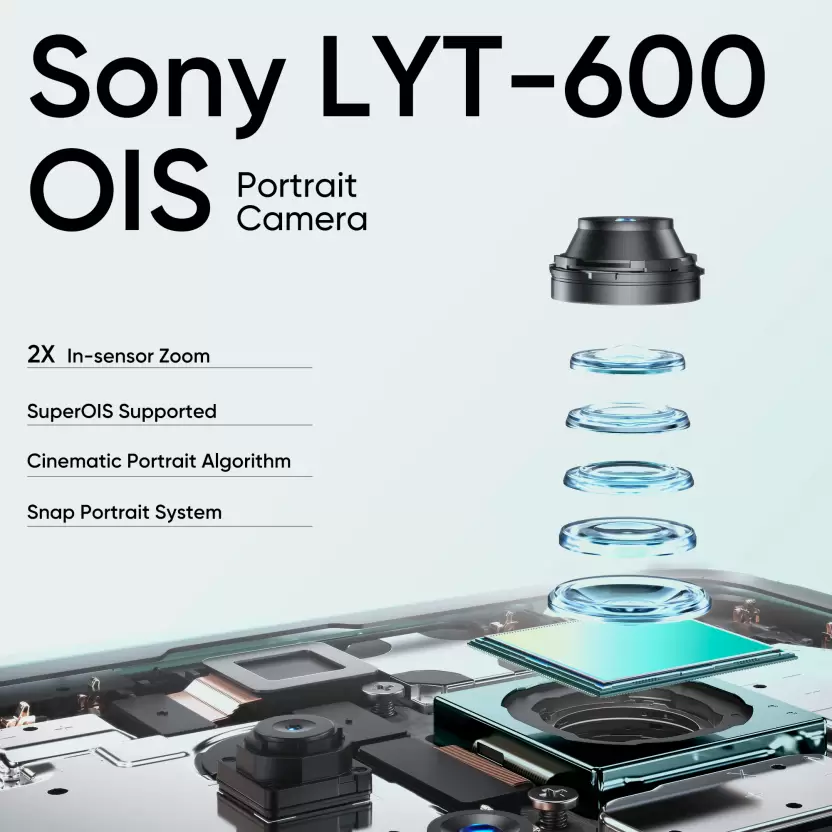 Sony LYT-600
OIS Portrait
Camera
2X In-sensor Zoom
SuperOIS Supported
Cinematic Portrait Algorithm
Snap Portrait System